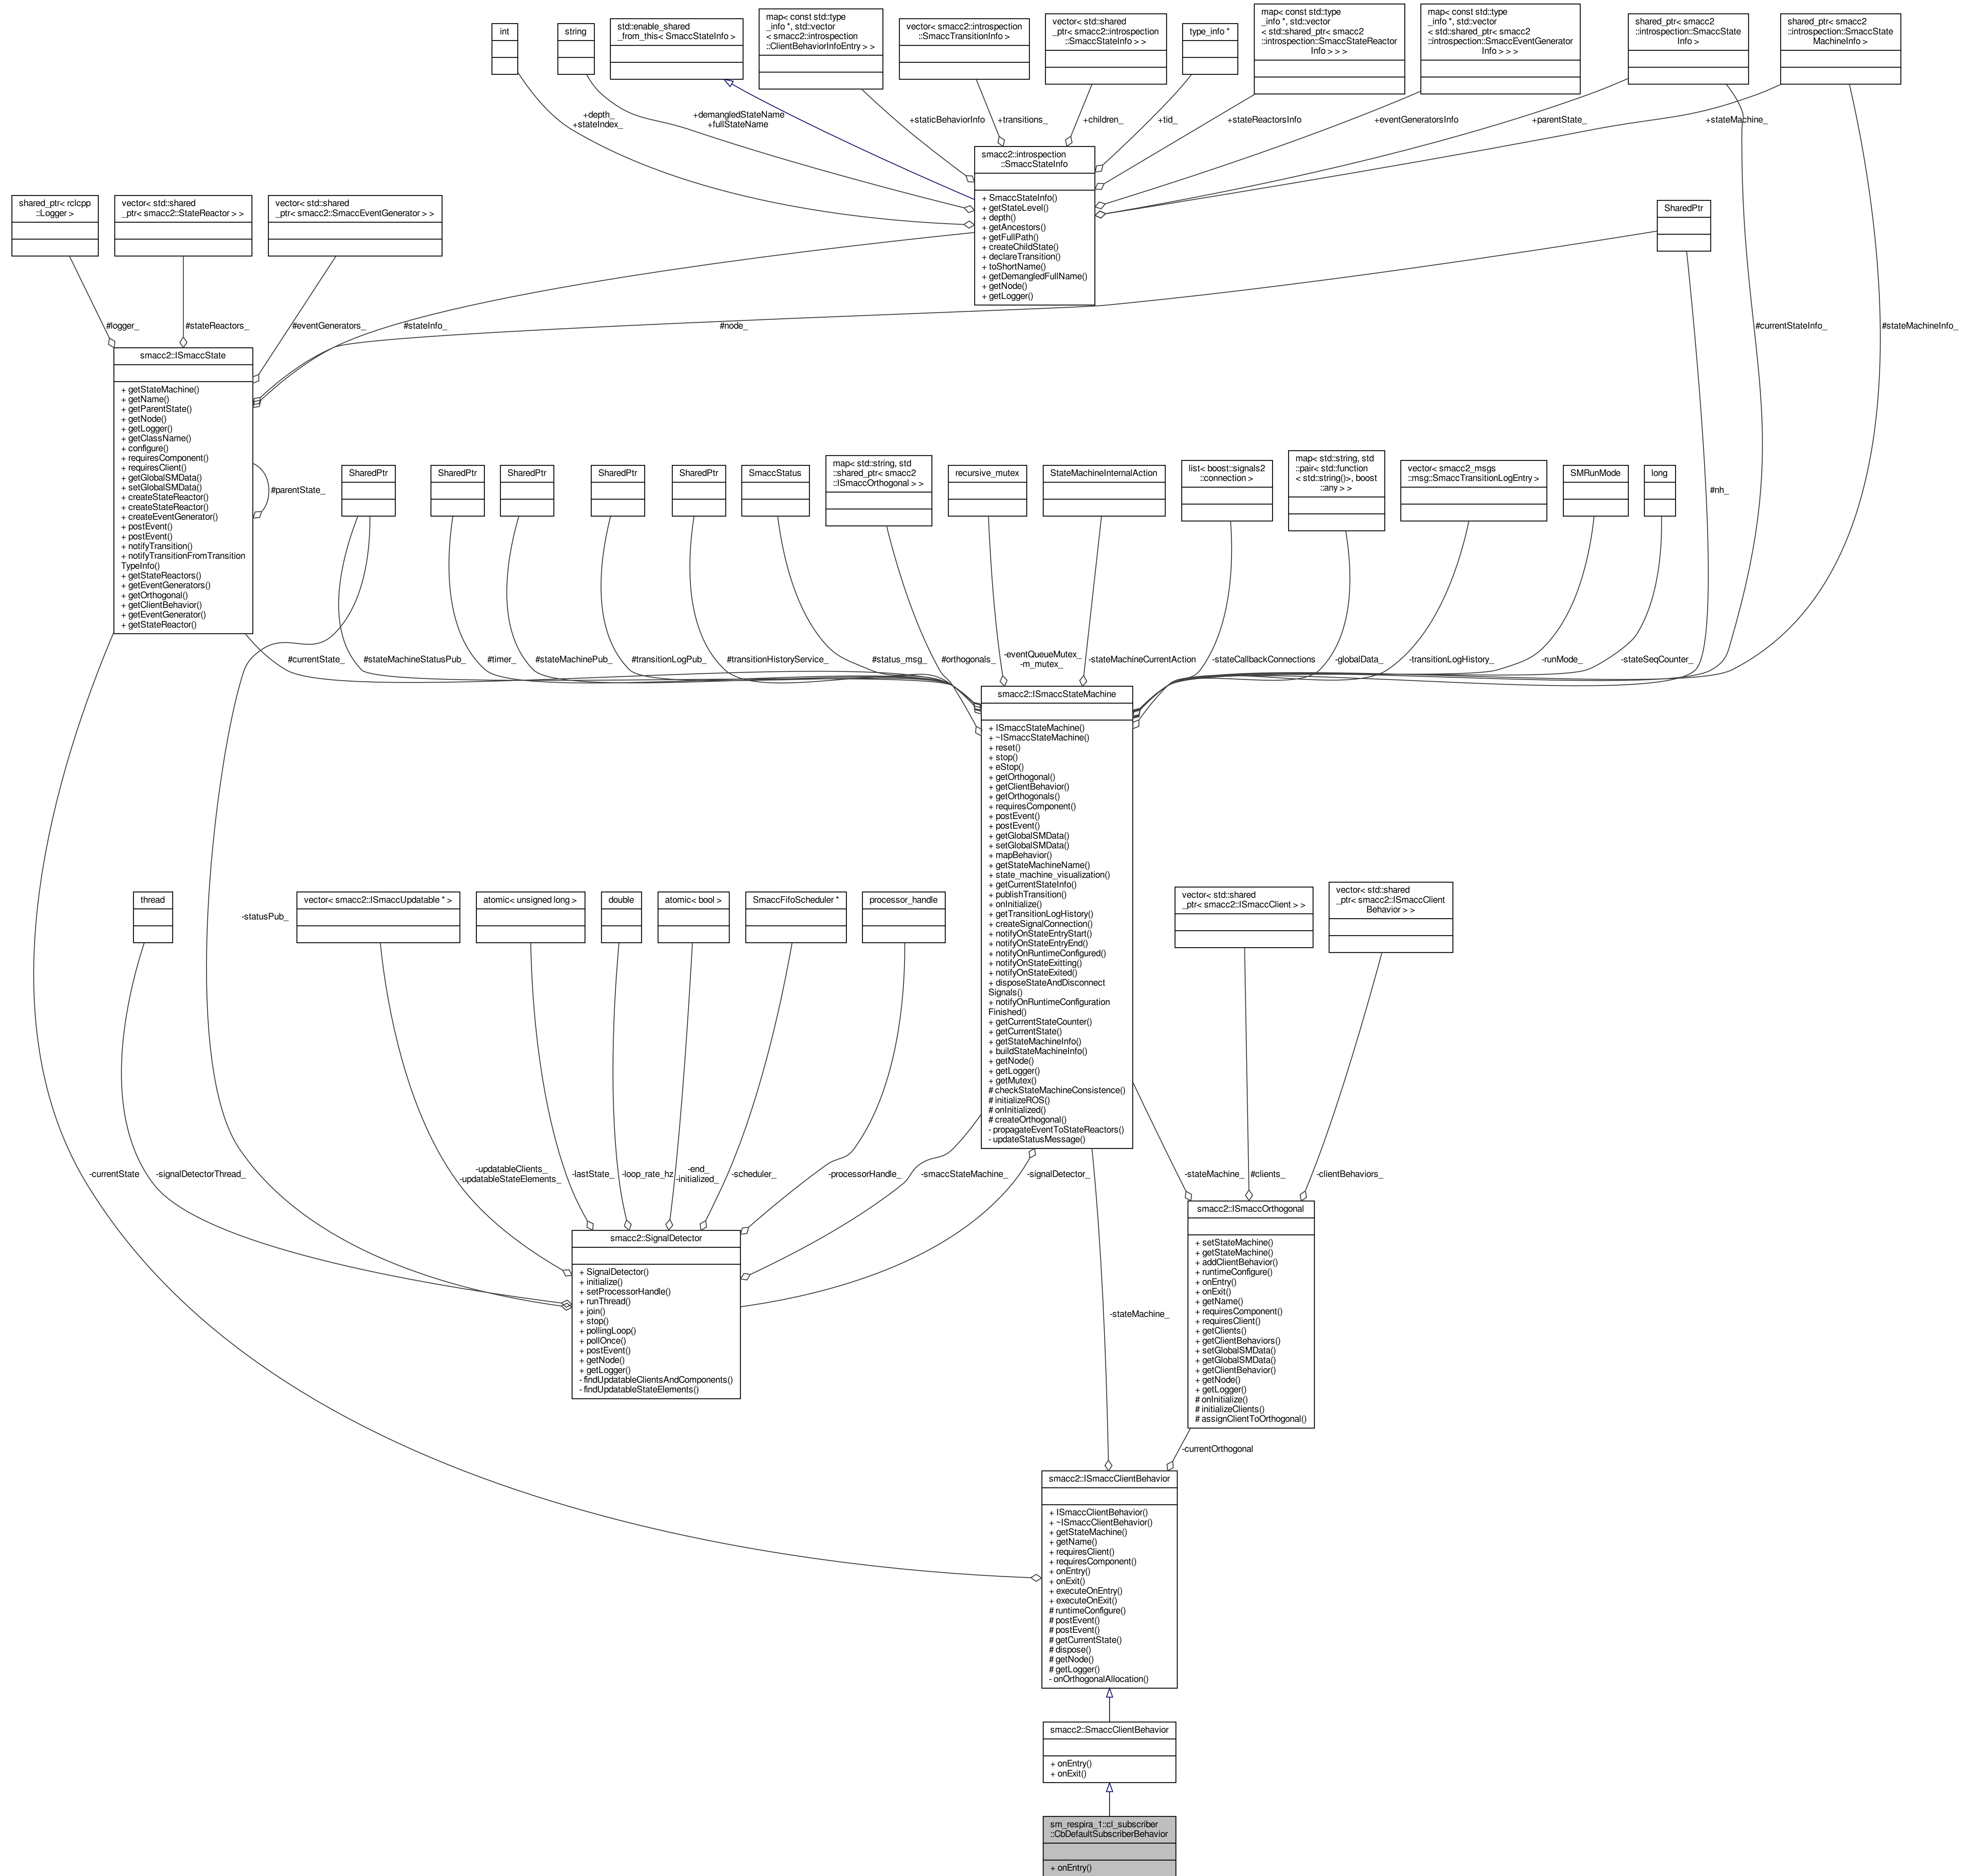 int
string
std::enable_shared
_from_this< SmaccStateInfo >
map< const std::type
_info *, std::vector
< smacc2::introspection
::ClientBehaviorInfoEntry > >
vector< smacc2::introspection
::SmaccTransitionInfo >
vector< std::shared
_ptr< smacc2::introspection
::SmaccStateInfo > >
type_info *
map< const std::type
_info *, std::vector
< std::shared_ptr< smacc2
::introspection::SmaccStateReactor
Info > > >
map< const std::type
_info *, std::vector
< std::shared_ptr< smacc2
::introspection::SmaccEventGenerator
Info > > >
shared_ptr< smacc2
::introspection::SmaccState
Info >
shared_ptr< smacc2
::introspection::SmaccState
MachineInfo >
+depth_
+stateIndex_
+demangledStateName
+fullStateName
+staticBehaviorInfo
+transitions_
+children_
+tid_
+stateReactorsInfo
+eventGeneratorsInfo
+parentState_
+stateMachine_
smacc2::introspection
::SmaccStateInfo
+ SmaccStateInfo()
+ getStateLevel()
+ depth()
+ getAncestors()
+ getFullPath()
+ createChildState()
+ declareTransition()
+ toShortName()
+ getDemangledFullName()
+ getNode()
+ getLogger()
shared_ptr< rclcpp
::Logger >
vector< std::shared
_ptr< smacc2::StateReactor > >
vector< std::shared
_ptr< smacc2::SmaccEventGenerator > >
SharedPtr
#logger_
#stateReactors_
#eventGenerators_
#stateInfo_
#node_
#currentStateInfo_
#stateMachineInfo_
smacc2::ISmaccState
+ getStateMachine()
+ getName()
+ getParentState()
+ getNode()
+ getLogger()
+ getClassName()
+ configure()
+ requiresComponent()
+ requiresClient()
+ getGlobalSMData()
+ setGlobalSMData()
+ createStateReactor()
+ createStateReactor()
+ createEventGenerator()
+ postEvent()
+ postEvent()
+ notifyTransition()
+ notifyTransitionFromTransition
TypeInfo()
+ getStateReactors()
+ getEventGenerators()
+ getOrthogonal()
+ getClientBehavior()
+ getEventGenerator()
+ getStateReactor()
#parentState_
SharedPtr
SharedPtr
SharedPtr
SharedPtr
SharedPtr
SmaccStatus
map< std::string, std
::shared_ptr< smacc2
::ISmaccOrthogonal > >
recursive_mutex
StateMachineInternalAction
list< boost::signals2
::connection >
map< std::string, std
::pair< std::function
< std::string()>, boost
::any > >
vector< smacc2_msgs
::msg::SmaccTransitionLogEntry >
SMRunMode
long
#nh_
#currentState_
#stateMachineStatusPub_
#timer_
#stateMachinePub_
#transitionLogPub_
#transitionHistoryService_
#status_msg_
#orthogonals_
-eventQueueMutex_
-m_mutex_
-stateMachineCurrentAction
-stateCallbackConnections
-globalData_
-transitionLogHistory_
-runMode_
-stateSeqCounter_
smacc2::ISmaccStateMachine
+ ISmaccStateMachine()
+ ~ISmaccStateMachine()
+ reset()
+ stop()
+ eStop()
+ getOrthogonal()
+ getClientBehavior()
+ getOrthogonals()
+ requiresComponent()
+ postEvent()
+ postEvent()
+ getGlobalSMData()
+ setGlobalSMData()
+ mapBehavior()
+ getStateMachineName()
+ state_machine_visualization()
+ getCurrentStateInfo()
+ publishTransition()
+ onInitialize()
+ getTransitionLogHistory()
+ createSignalConnection()
+ notifyOnStateEntryStart()
+ notifyOnStateEntryEnd()
+ notifyOnRuntimeConfigured()
+ notifyOnStateExitting()
+ notifyOnStateExited()
+ disposeStateAndDisconnect
Signals()
+ notifyOnRuntimeConfiguration
Finished()
+ getCurrentStateCounter()
+ getCurrentState()
+ getStateMachineInfo()
+ buildStateMachineInfo()
+ getNode()
+ getLogger()
+ getMutex()
# checkStateMachineConsistence()
# initializeROS()
# onInitialized()
# createOrthogonal()
- propagateEventToStateReactors()
- updateStatusMessage()
thread
-statusPub_
vector< smacc2::ISmaccUpdatable * >
atomic< unsigned long >
double
atomic< bool >
SmaccFifoScheduler *
processor_handle
vector< std::shared
_ptr< smacc2::ISmaccClient > >
vector< std::shared
_ptr< smacc2::ISmaccClient
Behavior > >
-currentState
-signalDetectorThread_
-updatableClients_
-updatableStateElements_
-lastState_
-loop_rate_hz
-end_
-initialized_
-scheduler_
-processorHandle_
-smaccStateMachine_
-signalDetector_
-stateMachine_
#clients_
-clientBehaviors_
smacc2::SignalDetector
+ SignalDetector()
+ initialize()
+ setProcessorHandle()
+ runThread()
+ join()
+ stop()
+ pollingLoop()
+ pollOnce()
+ postEvent()
+ getNode()
+ getLogger()
- findUpdatableClientsAndComponents()
- findUpdatableStateElements()
smacc2::ISmaccOrthogonal
+ setStateMachine()
+ getStateMachine()
+ addClientBehavior()
+ runtimeConfigure()
+ onEntry()
+ onExit()
+ getName()
+ requiresComponent()
+ requiresClient()
+ getClients()
+ getClientBehaviors()
+ setGlobalSMData()
+ getGlobalSMData()
+ getClientBehavior()
+ getNode()
+ getLogger()
# onInitialize()
# initializeClients()
# assignClientToOrthogonal()
-stateMachine_
-currentOrthogonal
smacc2::ISmaccClientBehavior
+ ISmaccClientBehavior()
+ ~ISmaccClientBehavior()
+ getStateMachine()
+ getName()
+ requiresClient()
+ requiresComponent()
+ onEntry()
+ onExit()
+ executeOnEntry()
+ executeOnExit()
# runtimeConfigure()
# postEvent()
# postEvent()
# getCurrentState()
# dispose()
# getNode()
# getLogger()
- onOrthogonalAllocation()
smacc2::SmaccClientBehavior
+ onEntry()
+ onExit()
sm_respira_1::cl_subscriber
::CbDefaultSubscriberBehavior
+ onEntry()